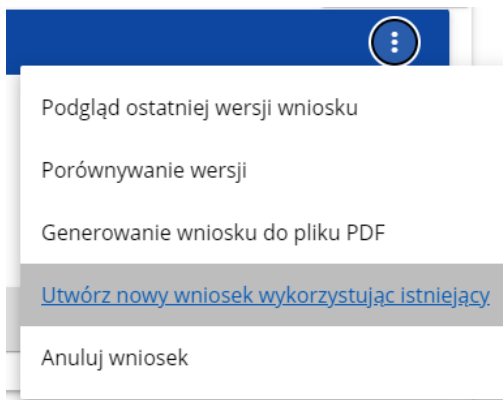 Podgląd ostatniej wersji wniosku
Porównywanie wersji
Generowanie wniosku do pliku PDF
Utwórz nowy wniosek wykorzystując istniejący
Anuluj wniosek